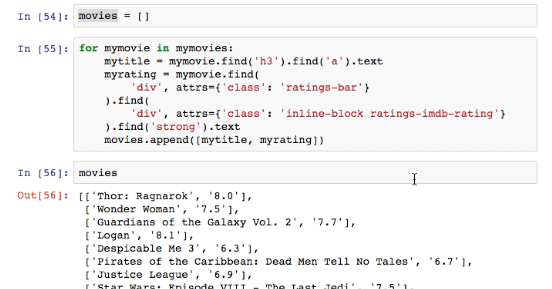 In [54]: movies = []
In [55]: for mymovie in mymovies:
    mytitle = mymovie.find('h3').find('a').text
    myrating = mymovie.find(
        'div', attrs={'class': 'ratings-bar'}
    ).find(
        'div', attrs={'class': 'inline-block ratings-imdb-rating'}
    ).find('strong').text
    movies.append([mytitle, myrating])
In [56]: movies
Out[56]: [['Thor: Ragnarok', '8.0'],
['Wonder Woman', '7.5'],
['Guardians of the Galaxy Vol. 2', '7.7'],
['Logan', '8.1'],
['Despicable Me 3', '6.3'],
['Pirates of the Caribbean: Dead Men Tell No Tales', '6.7'],
['Justice League', '6.9'],
['Star Wars: Episode VIII - The Last Jedi', '7.5'],